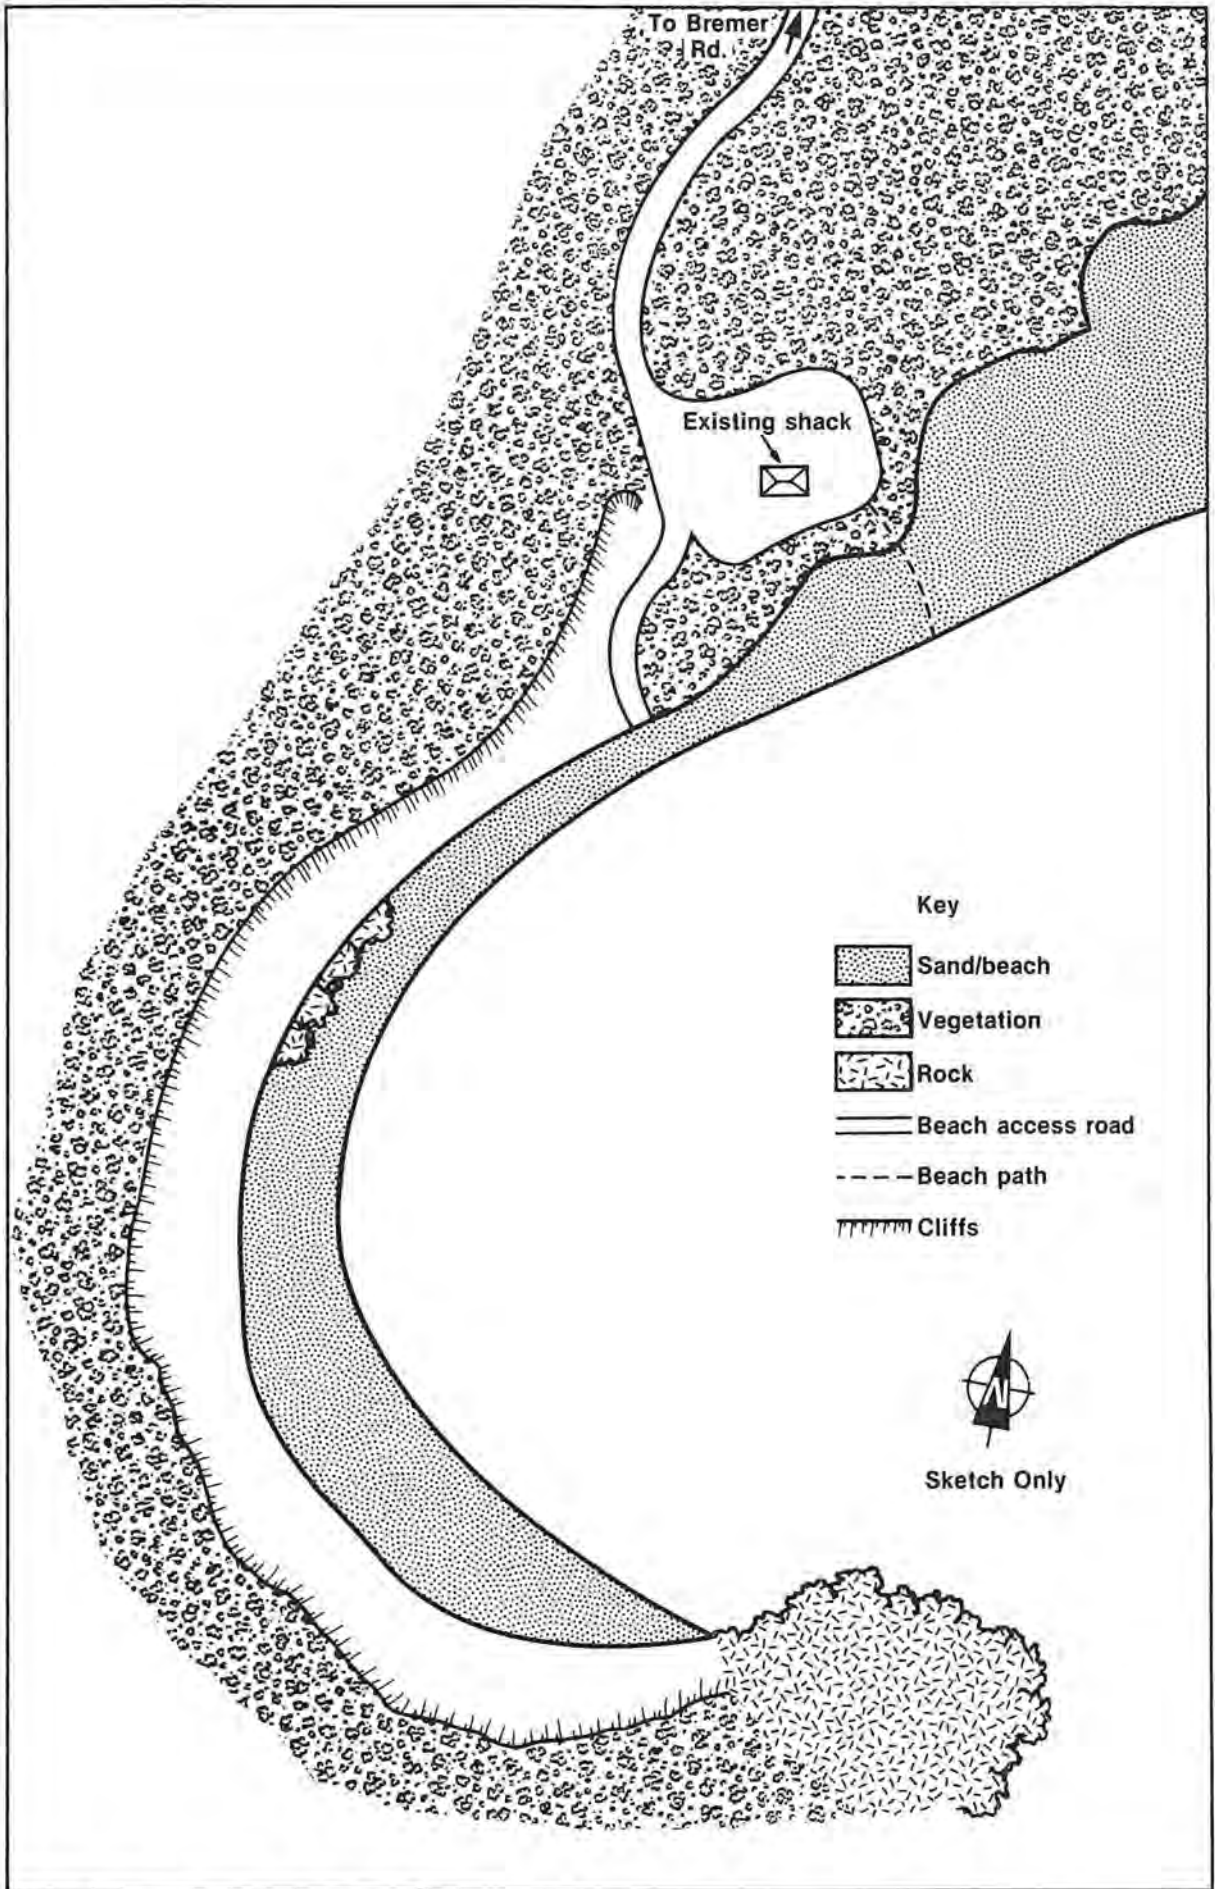 To Bremer
Rd.
Existing shack
Key
Sand/beach
Vegetation
Rock
Beach access road
Beach path
Cliffs
N
Sketch Only